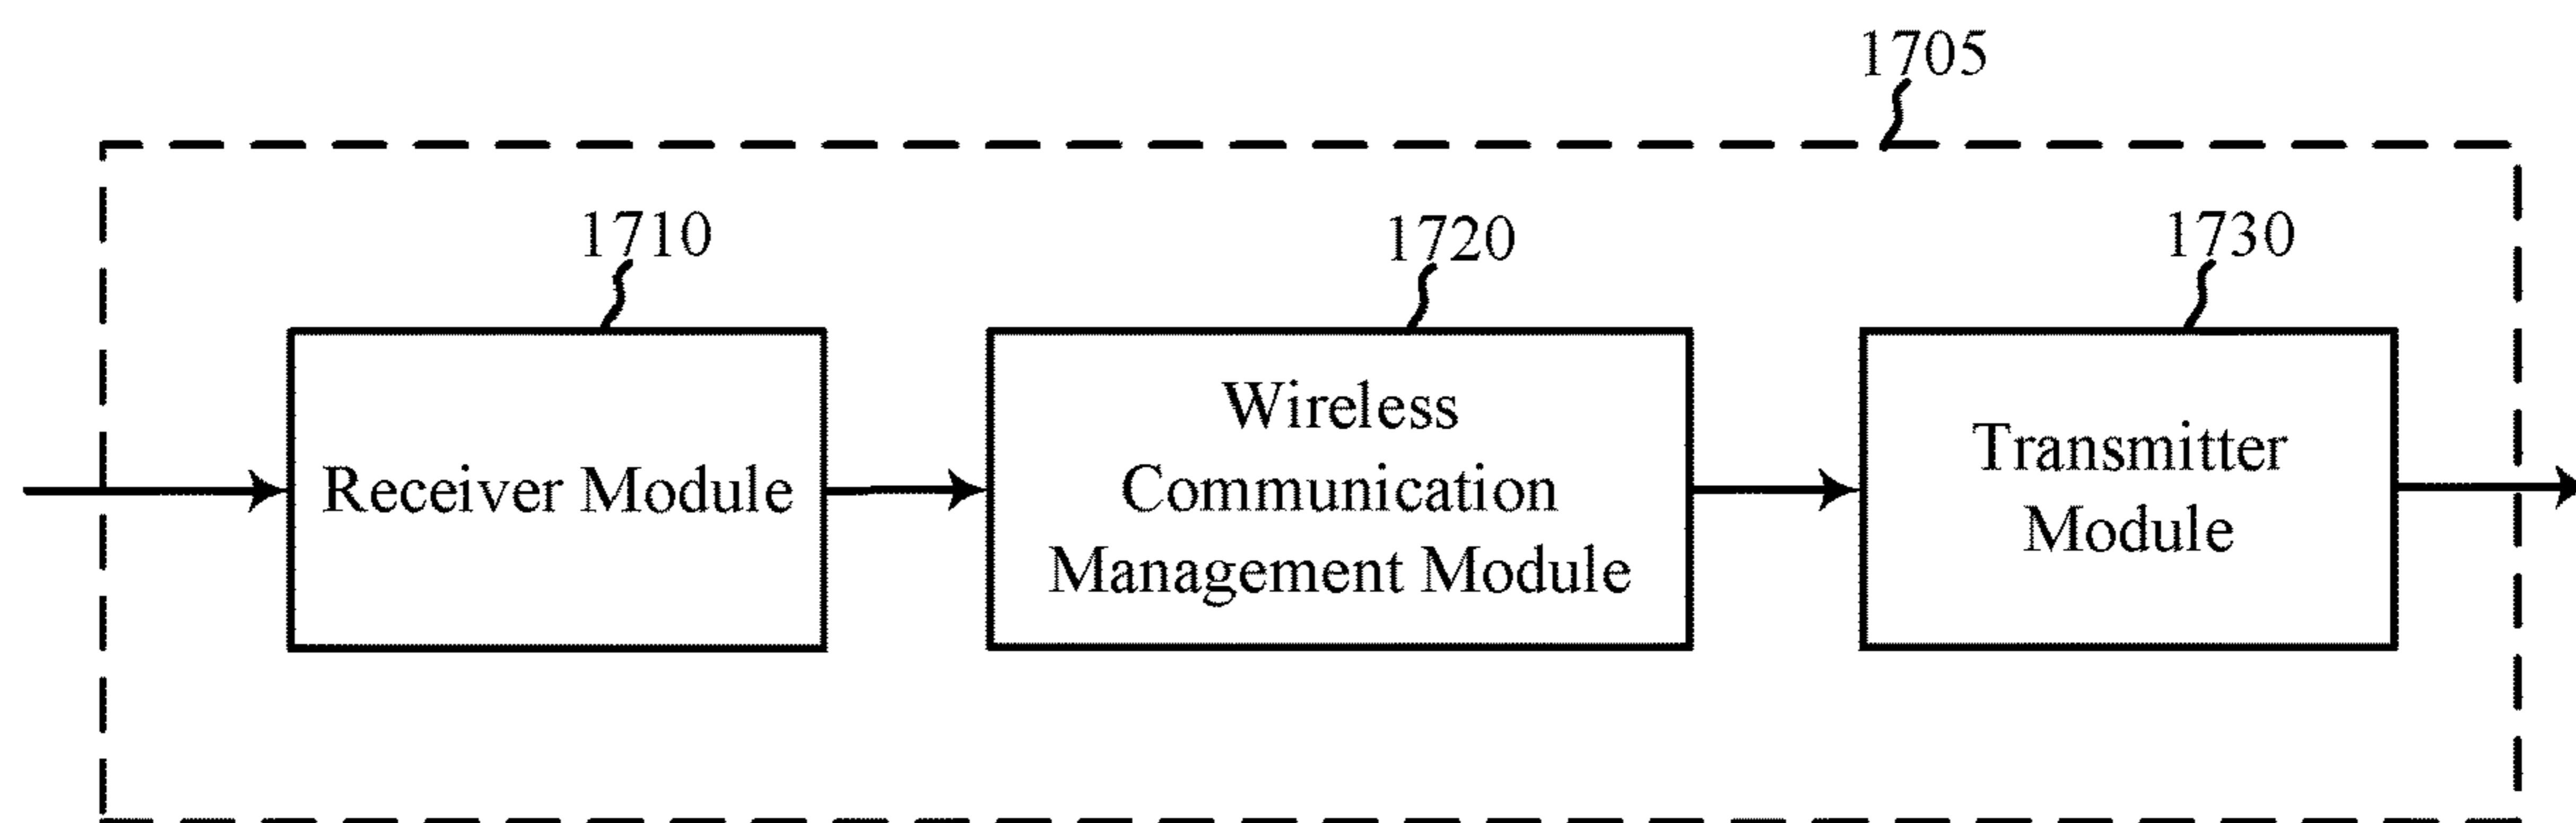 1705
1710
1720
1730
Receiver Module
Wireless
Communication
Management Module
Transmitter
Module